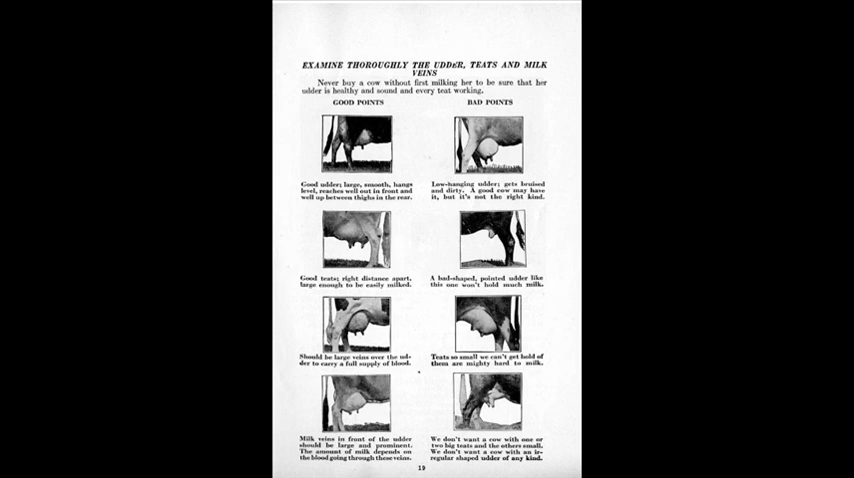 EXAMINE THOROUGHLY THE UDDER, TEATS AND MILK
VEINS
Never buy a cow without first milking her to be sure that her
udder is healthy and sound and every teat working.
GOOD POINTS
BAD POINTS
Good udder; large, smooth, hangs
level, reaches well out in front and
well up between thighs in the rear.
Low-hanging udder; gets bruised
and dirty. A good cow may have
it, but it's not the right kind.
Good teats; right distance apart,
large enough to be easily milked.
A bad-shaped, pointed udder like
this one won't hold much milk.
Should be large veins over the ud-
der to carry a full supply of blood.
Teats so small we can't get hold of
them are mighty hard to milk.
Milk veins in front of the udder
should be large and prominent.
The amount of milk depends on
the blood going through these veins.
We don't want a cow with one or
two big teats and the others small.
We don't want a cow with an ir-
regular shaped udder of any kind.
19